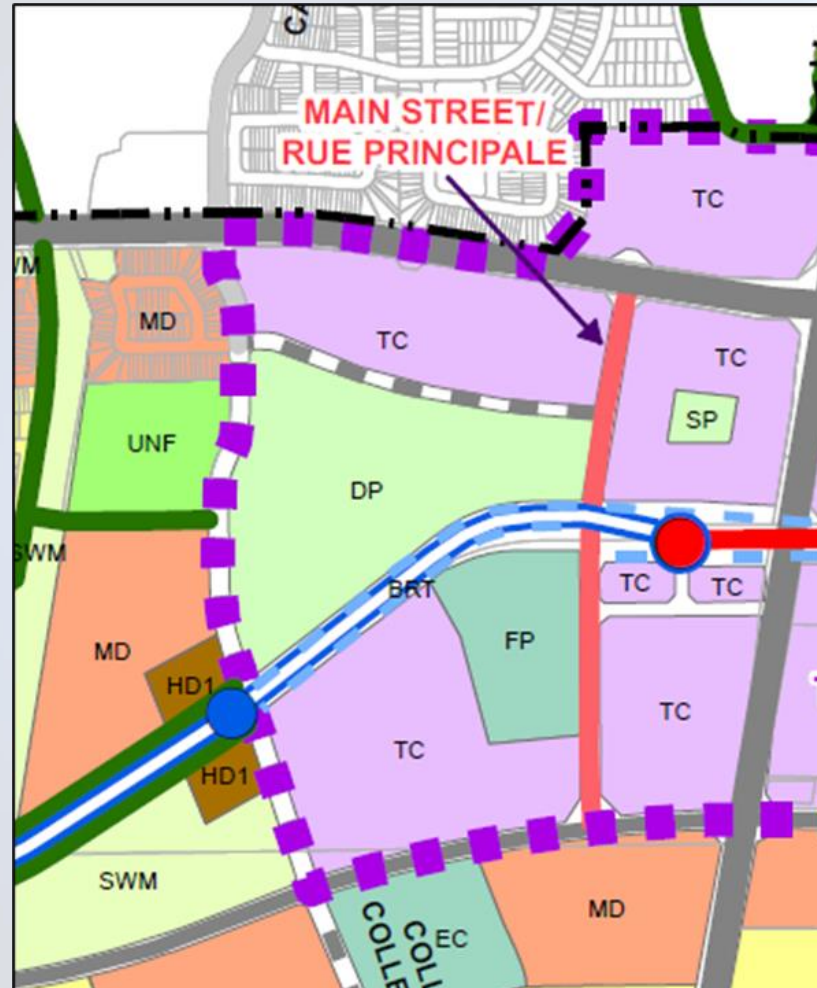 MAIN STREET/
RUE PRINCIPALE
TC
MD
TC
TC
SP
UNF
DP
SWM
BRT
TC
TC
FP
MD
HD1
TC
TC
HD1
SWM
MD
EC